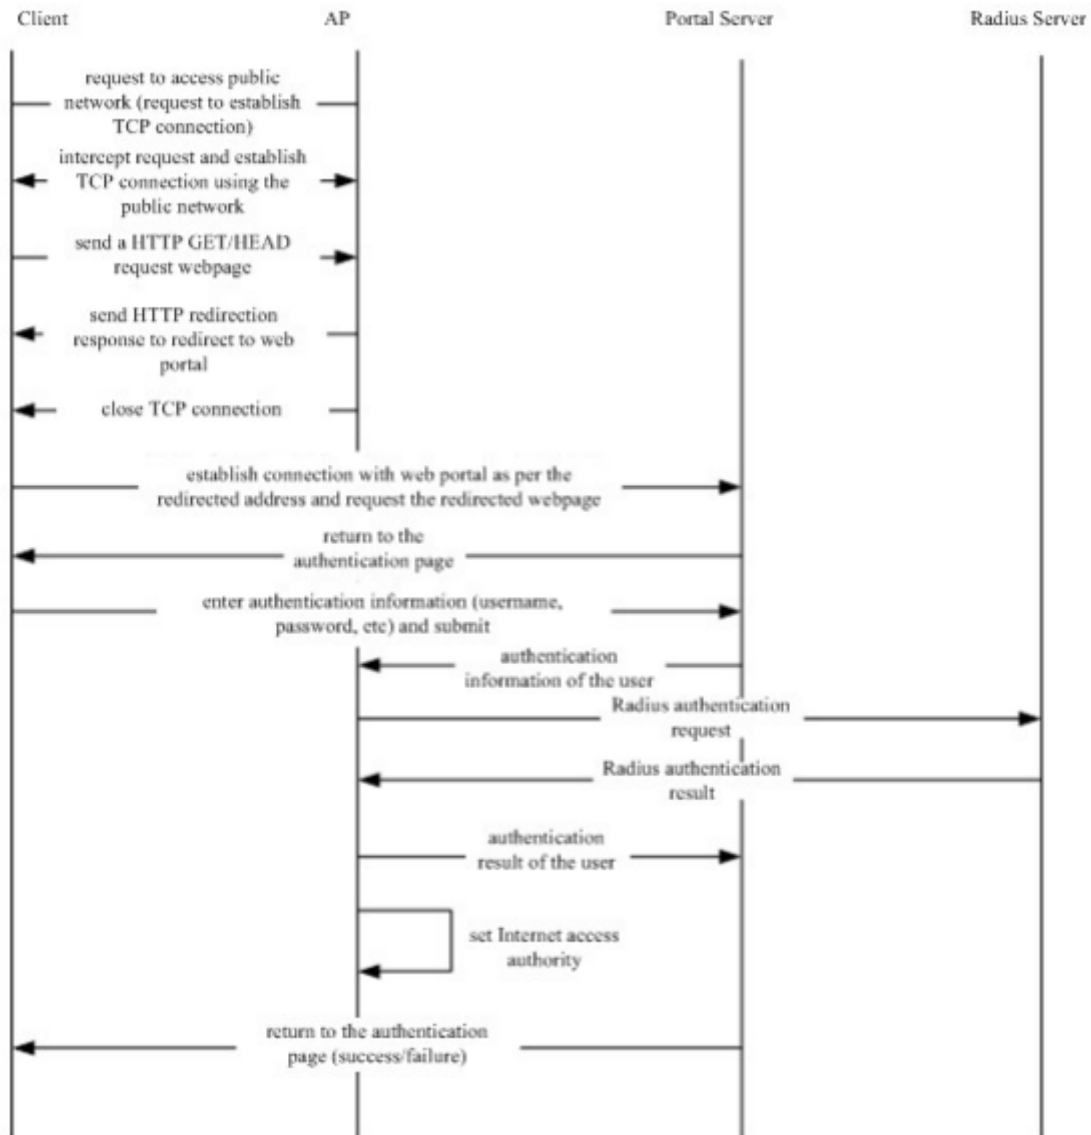 Client AP Portal Server Radius Server
request to access public
network (request to establish
TCP connection)
intercept request and establish
TCP connection using the
public network
send a HTTP GET/HEAD
request webpage
send HTTP redirection
response to redirect to web
portal
close TCP connection
establish connection with web portal as per the
redirected address and request the redirected webpage
return to the
authentication page
enter authentication information (username,
password, etc) and submit
authentication
information of the user
Radius authentication
request
Radius authentication
result
authentication
result of the user
set Internet access
authority
return to the authentication
page (success/failure)